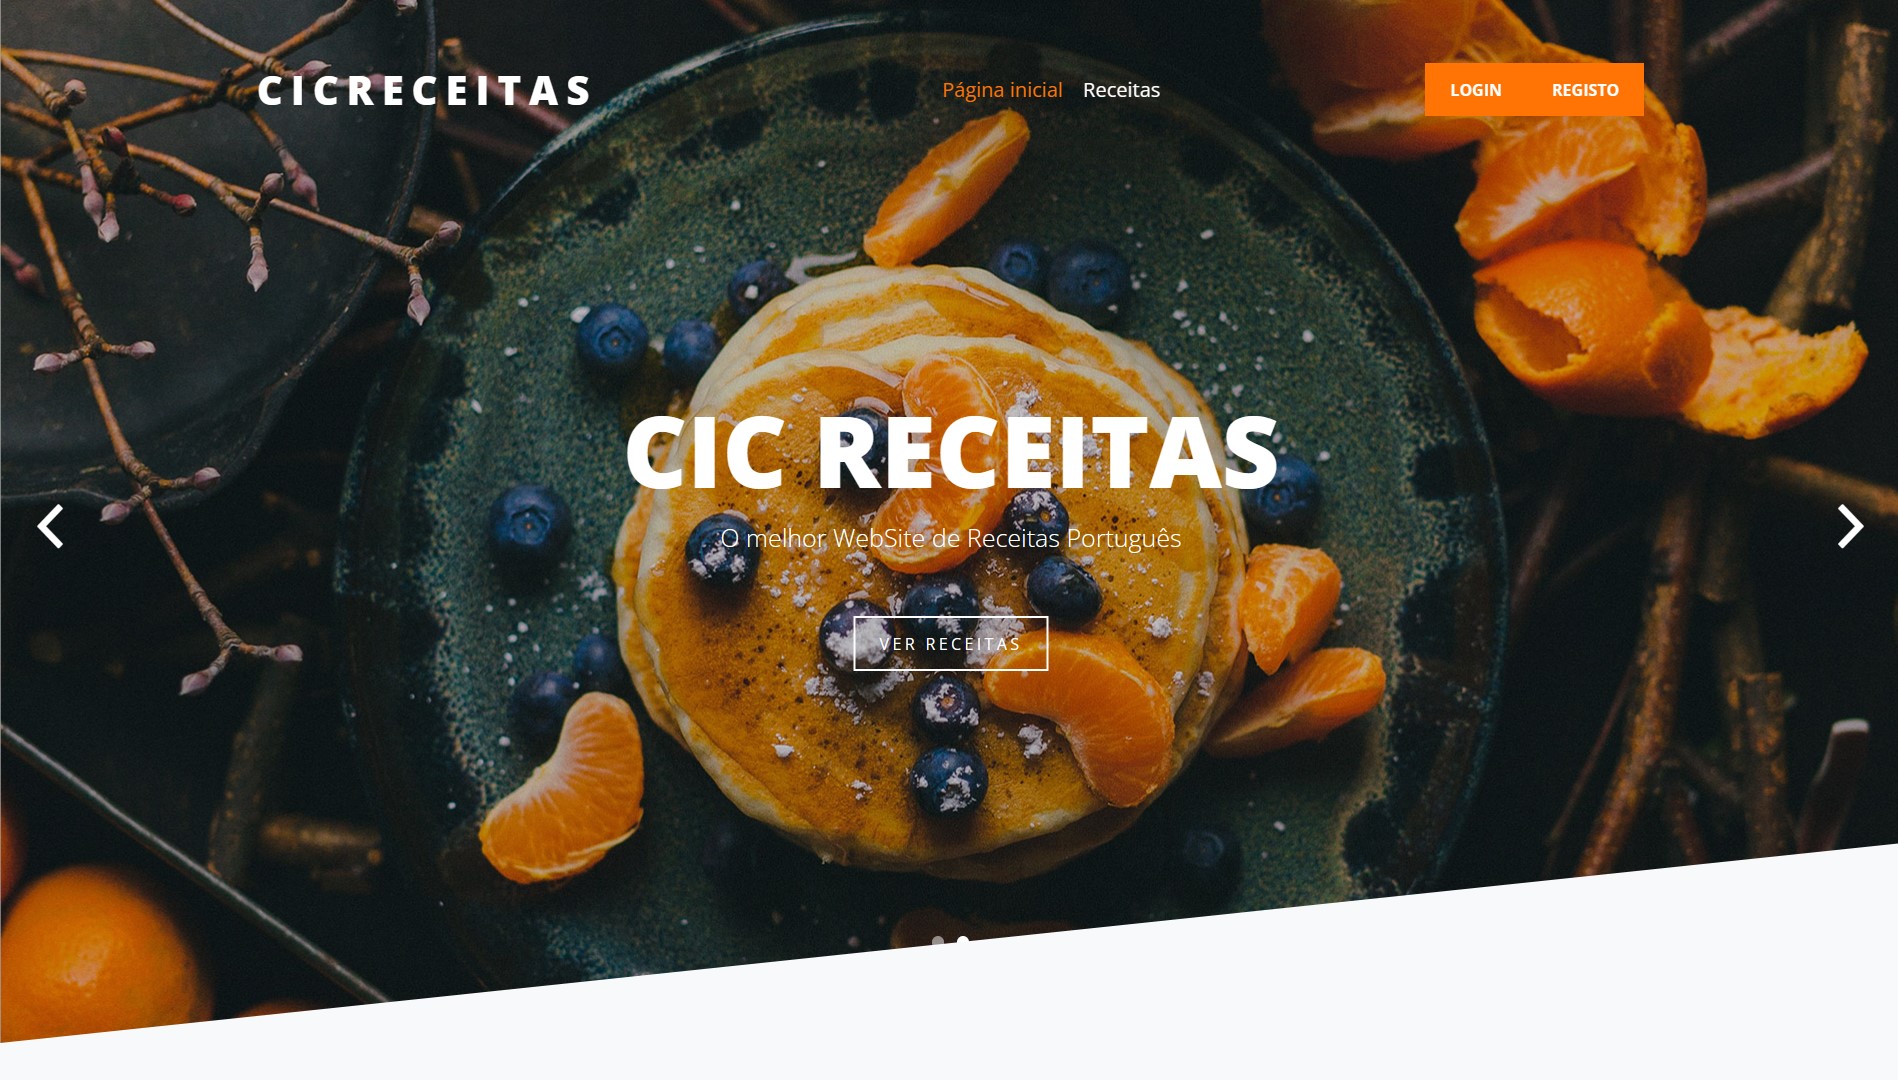 CICRECEITAS
Página inicial Receitas
LOGIN REGISTO
CIC RECEITAS
O melhor WebSite de Receitas Português
VER RECEITAS